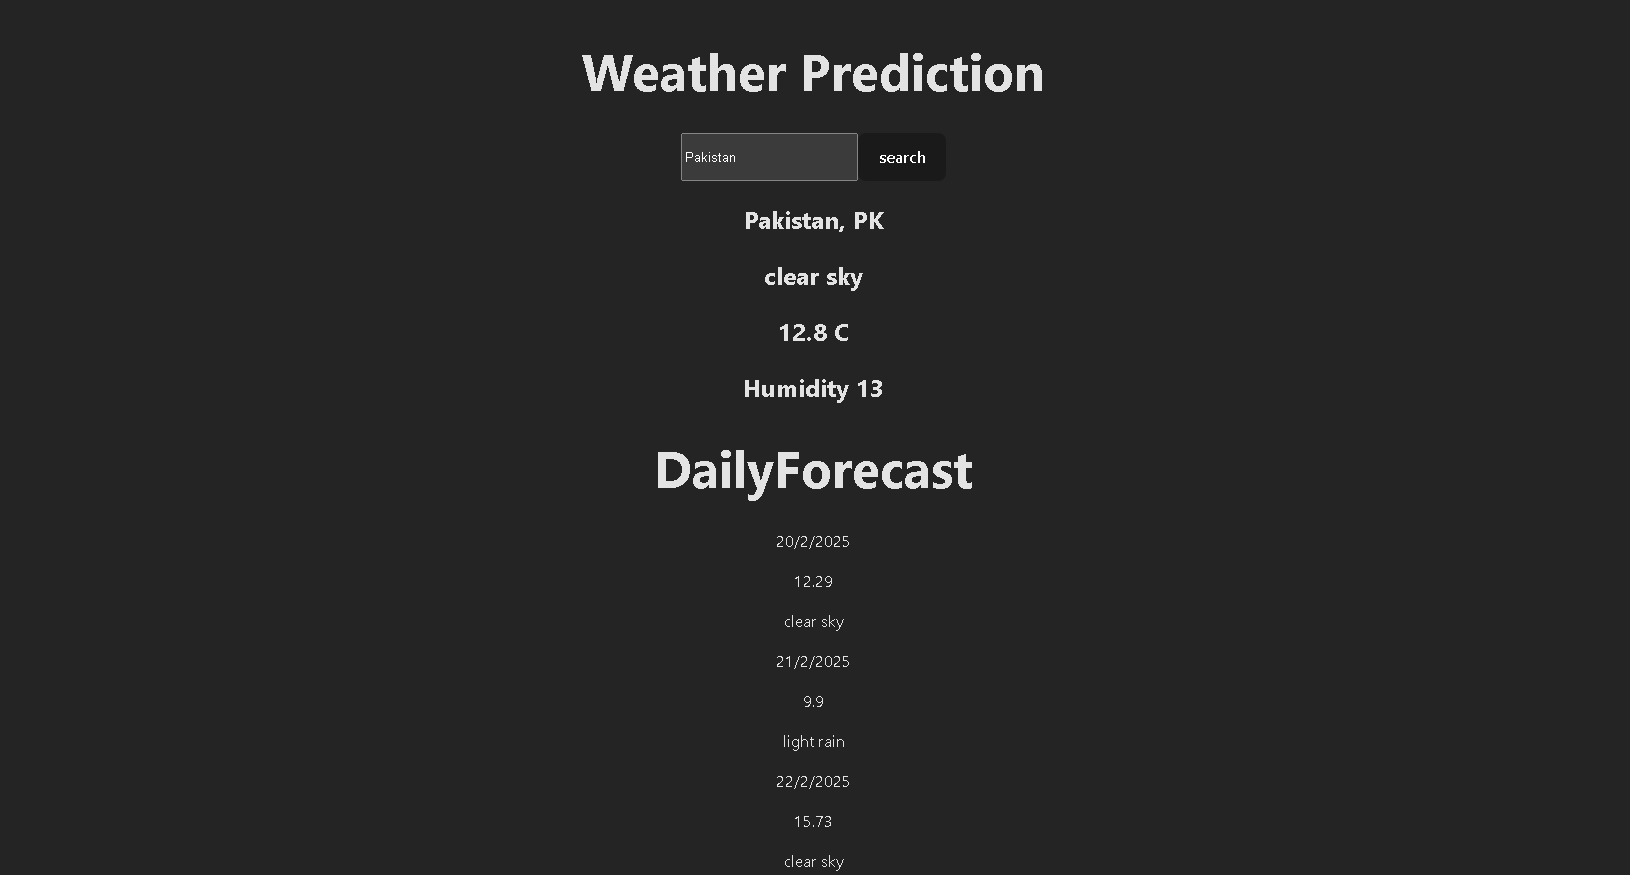 Weather Prediction
Pakistan search
Pakistan, PK
clear sky
12.8 C
Humidity 13
DailyForecast
20/2/2025
12.29
clear sky
21/2/2025
9.9
light rain
22/2/2025
15.73
clear sky